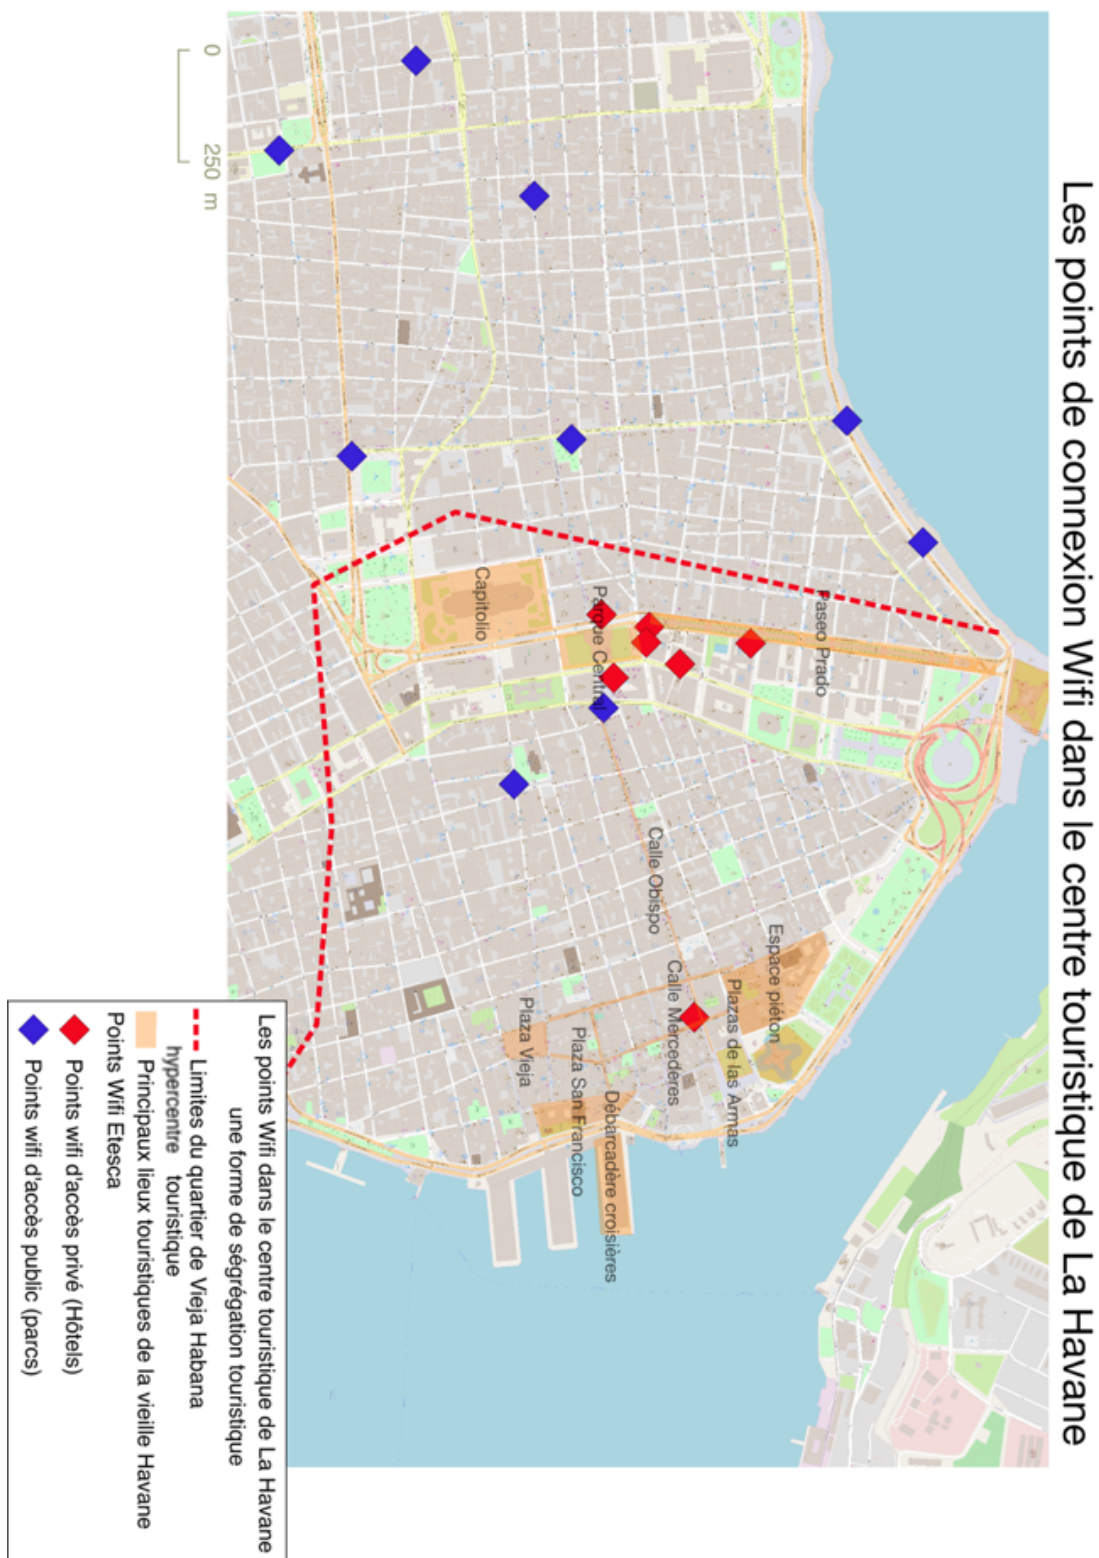 Les points de connexion Wifi dans le centre touristique de La Havane
Paseo Prado
Parque Central
Capitolio
Calle Obispo
Espace piéton
Plazas de las Armas
Calle Mercederes
Plaza Vieja
Plaza San Francisco
Débarcadère croisières
0 250 m
Les points Wifi dans le centre touristique de La Havane
une forme de ségrégation touristique
Limites du quartier de Vieja Habana
hypercentre touristique
Principaux lieux touristiques de la vieille Havane
Points Wifi Etesca
Points wifi d'accès privé (Hôtels)
Points wifi d'accès public (parcs)